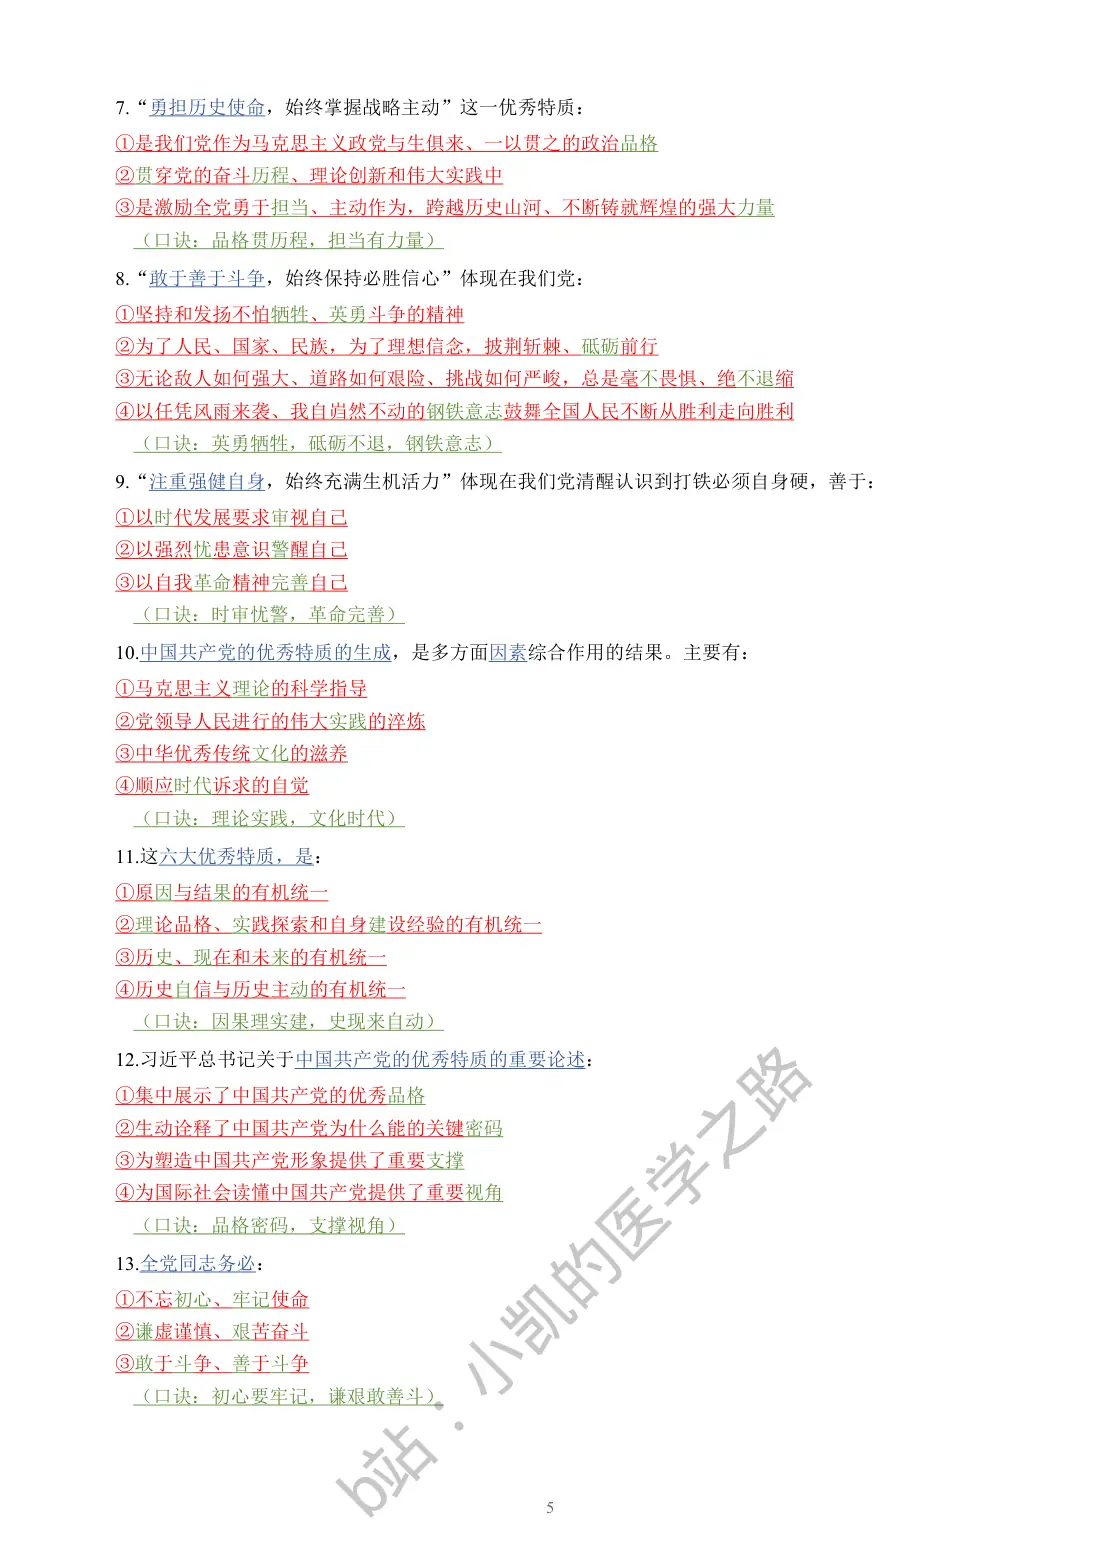 7.“勇担历史使命，始终掌握战略主动”这一优秀特质：
①是我们党作为马克思主义政党与生俱来、一以贯之的政治品格
②贯穿党的奋斗历程、理论创新和伟大实践中
③是激励全党勇于担当、主动作为，跨越历史山河、不断铸就辉煌的强大力量
（口诀：品格贯历程，担当有力量）
8.“敢于善于斗争，始终保持必胜信心”体现在我们党：
①坚持和发扬不怕牺牲、英勇斗争的精神
②为了人民、国家、民族，为了理想信念，披荆斩棘、砥砺前行
③无论敌人如何强大、道路如何艰险、挑战如何严峻，总是毫不畏惧、绝不退缩
④以任凭风雨来袭、我自岿然不动的钢铁意志鼓舞全国人民不断从胜利走向胜利
（口诀：英勇牺牲，砥砺不退，钢铁意志）
9.“注重强健自身，始终充满生机活力”体现在我们党清醒认识到打铁必须自身硬，善于：
①以时代发展要求审视自己
②以强烈忧患意识警醒自己
③以自我革命精神完善自己
（口诀：时审忧警，革命完善）
10.中国共产党的优秀特质的生成，是多方面因素综合作用的结果。主要有：
①马克思主义理论的科学指导
②党领导人民进行的伟大实践的淬炼
③中华优秀传统文化的滋养
④顺应时代诉求的自觉
（口诀：理论实践，文化时代）
11.这六大优秀特质，是：
①原因与结果的有机统一
②理论品格、实践探索和自身建设经验的有机统一
③历史、现在和未来的有机统一
④历史自信与历史主动的有机统一
（口诀：因果理实建，史现来自动）
12.习近平总书记关于中国共产党的优秀特质的重要论述：
①集中展示了中国共产党的优秀品格
②生动诠释了中国共产党为什么能的关键密码
③为塑造中国共产党形象提供了重要支撑
④为国际社会读懂中国共产党提供了重要视角
（口诀：品格密码，支撑视角）
13.全党同志务必：
①不忘初心、牢记使命
②谦虚谨慎、艰苦奋斗
③敢于斗争、善于斗争
（口诀：初心要牢记，谦艰敢善斗）
b站：小凯的医学之路
5